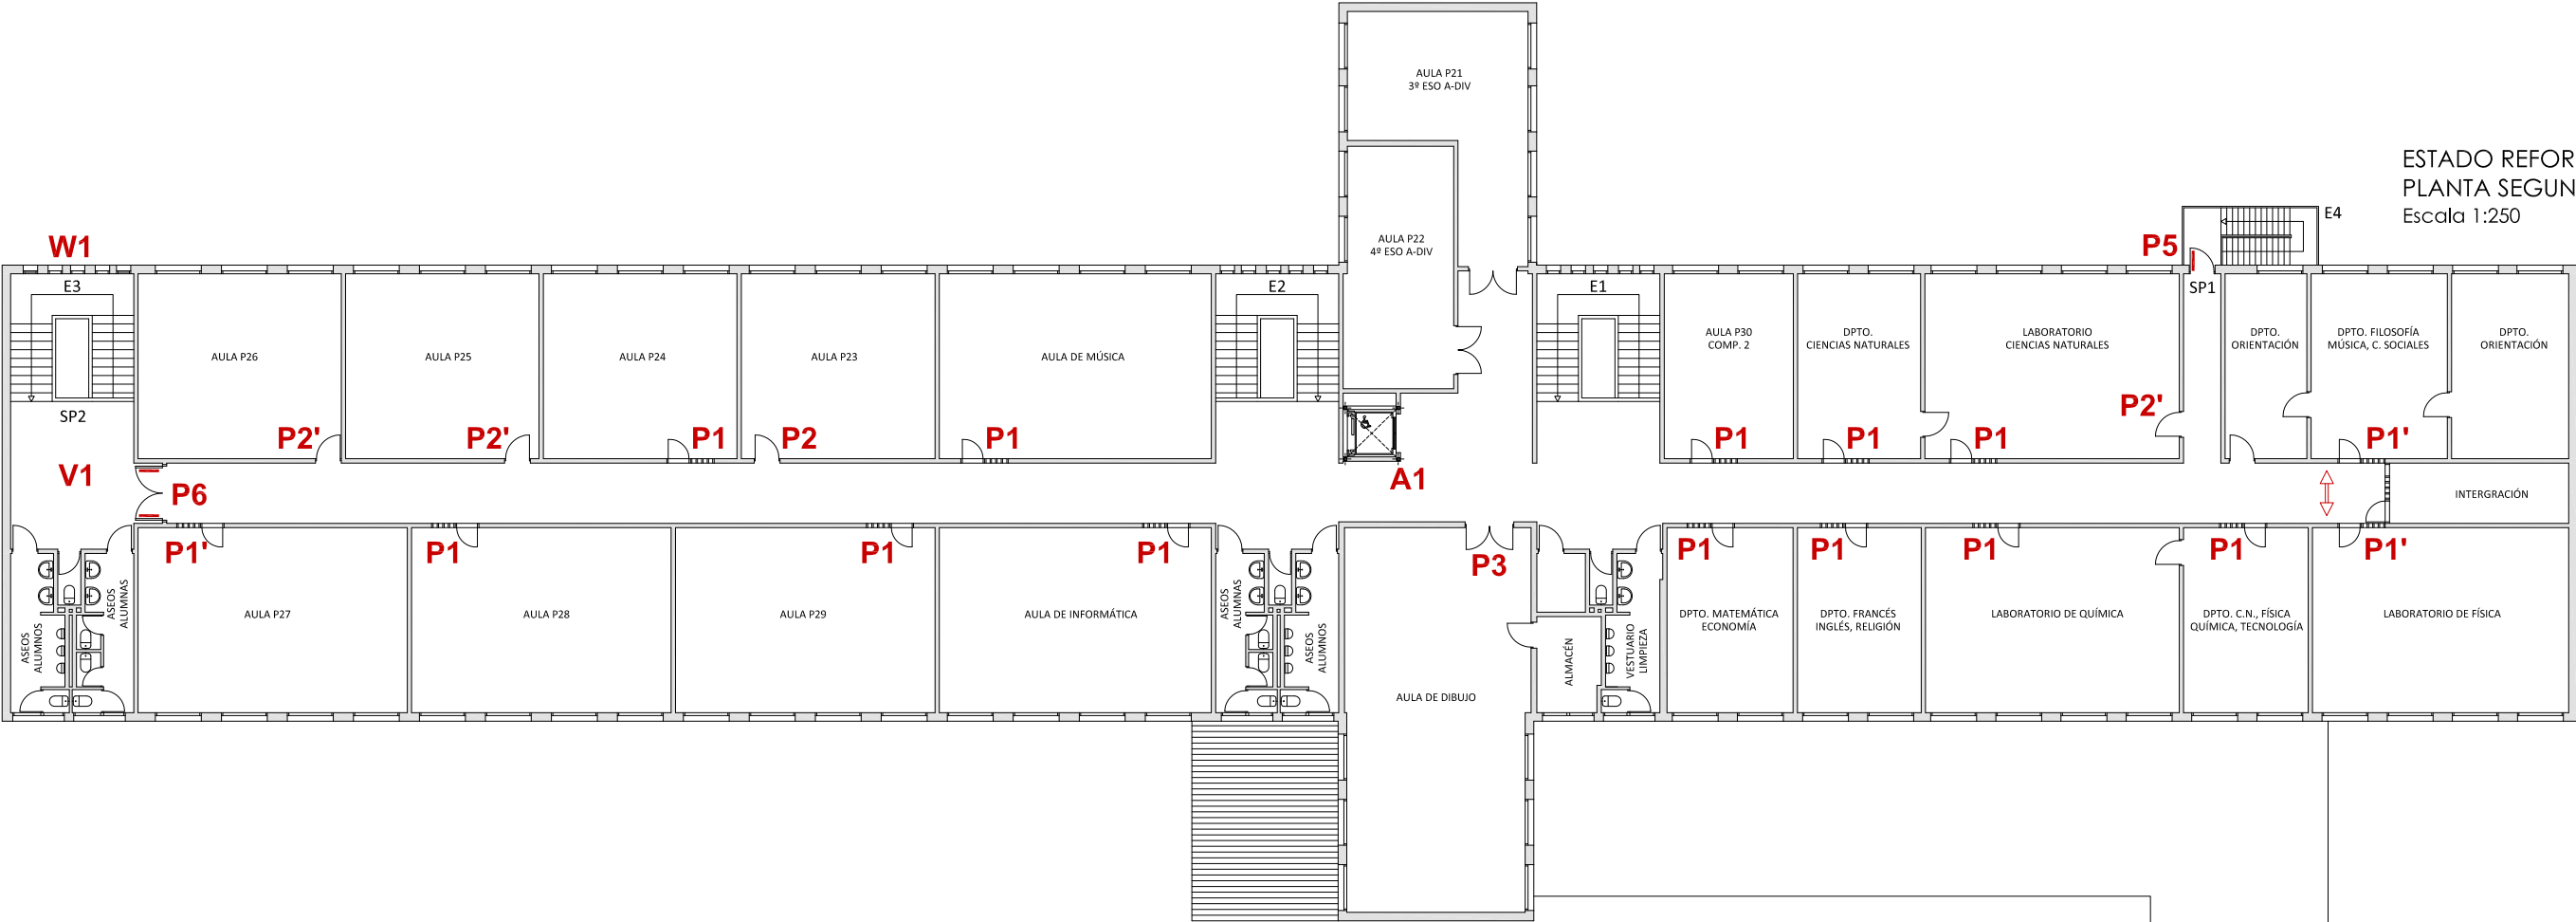 AULA P21
3º ESO A-DIV
ESTADO REFOR
PLANTA SEGUN
Escala 1:250
AULA P22
4º ESO A-DIV
E4
W1
P5
E3
E2
E1
SP1
AULA P26
AULA P25
AULA P24
AULA P23
AULA DE MÚSICA
AULA P30
COMP. 2
DPTO.
CIENCIAS NATURALES
LABORATORIO
CIENCIAS NATURALES
DPTO.
ORIENTACIÓN
DPTO. FILOSOFÍA
MÚSICA, C. SOCIALES
DPTO.
ORIENTACIÓN
SP2
P2'
P2'
P1
P2
P1
P1
P1
P1
P2'
P1'
V1
P6
A1
INTERGRACIÓN
P1'
P1
P1
P1
P3
P1
P1
P1
P1
P1'
ASEOS
ALUMNOS
ASEOS
ALUMNAS
AULA P27
AULA P28
AULA P29
AULA DE INFORMÁTICA
ASEOS
ALUMNAS
ASEOS
ALUMNOS
AULA DE DIBUJO
ALMACÉN
VESTUARIO
LIMPIEZA
DPTO. MATEMÁTICA
ECONOMÍA
DPTO. FRANCÉS
INGLÉS, RELIGIÓN
LABORATORIO DE QUÍMICA
DPTO. C.N., FÍSICA
QUÍMICA, TECNOLOGÍA
LABORATORIO DE FÍSICA